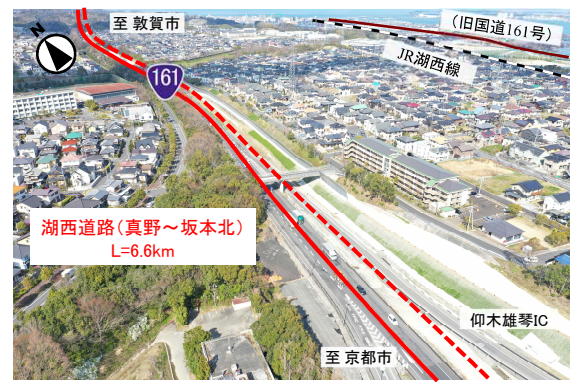 至 敦賀市
(旧国道161号)
N
161
JR湖西線
湖西道路(真野~坂本北)
L=6.6km
仰木雄琴IC
至 京都市